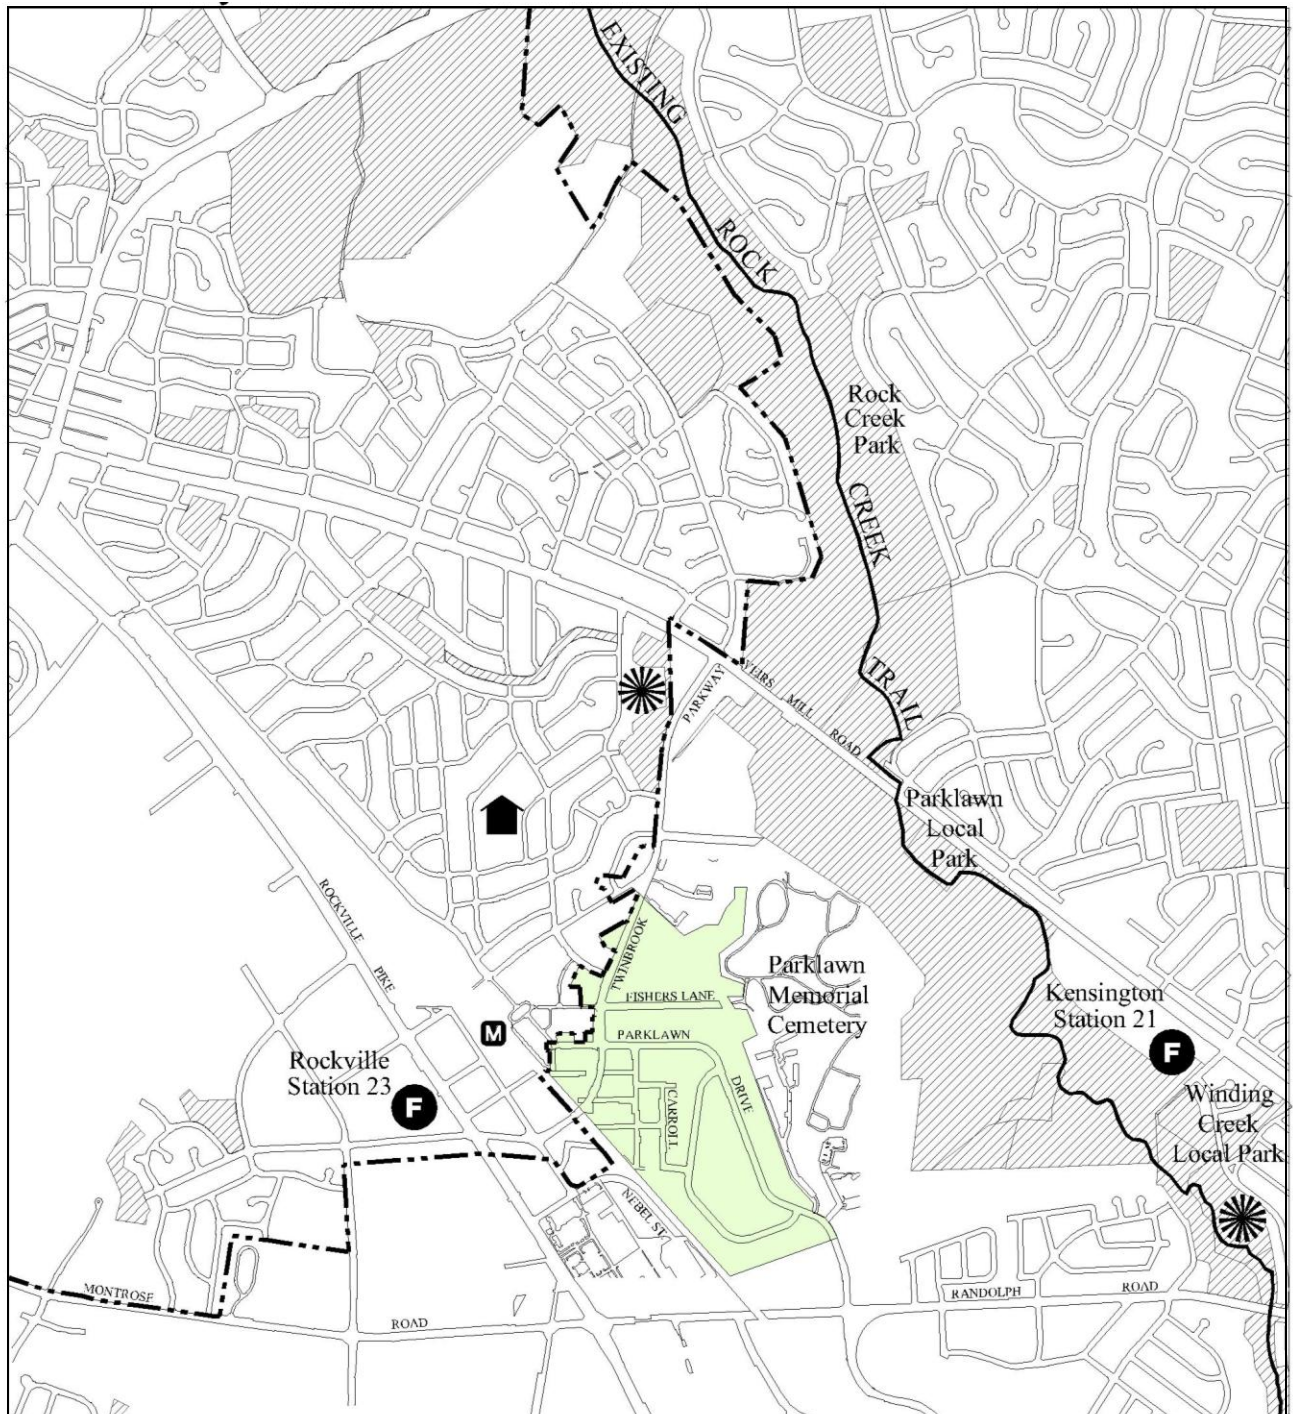 EXISTING
ROCK
Rock
Creek
Park
CREEK
TRAIL
VEIRS
MILL
ROAD
PARKWAY
Parklawn
Local
Park
ROCKVILLE
PIKE
TWINBROOK
FISHERS LANE
PARKLAWN
DRIVE
CARROLL
Parklawn
Memorial
Cemetery
M
Rockville
Station 23
F
Kensington
Station 21
F
Winding
Creek
Local Park
NEBEL ST
MONTROSE
ROAD
RANDOLPH
ROAD